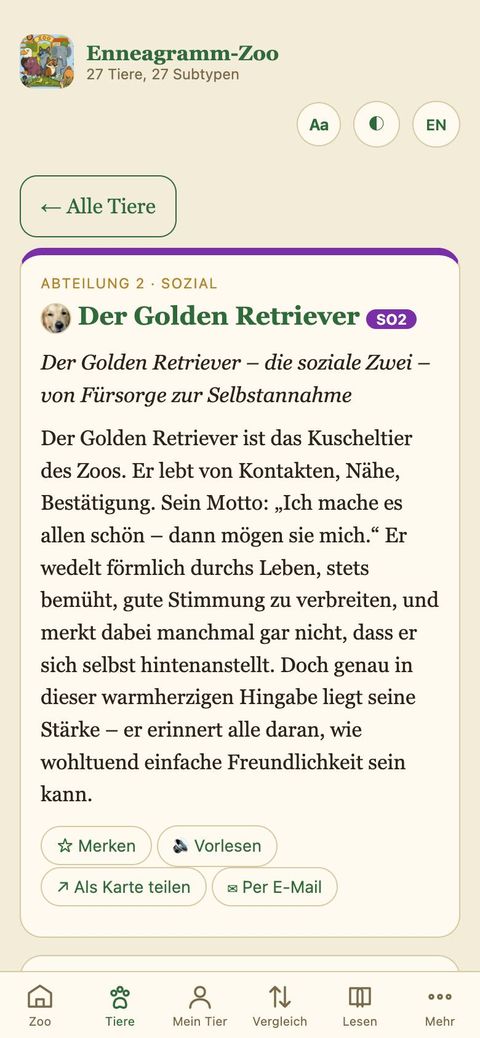 Enneagramm-Zoo
27 Tiere, 27 Subtypen
Aa
EN
← Alle Tiere
ABTEILUNG 2 · SOZIAL
Der Golden Retriever SO2
Der Golden Retriever – die soziale Zwei –
von Fürsorge zur Selbstannahme
Der Golden Retriever ist das Kuscheltier
des Zoos. Er lebt von Kontakten, Nähe,
Bestätigung. Sein Motto: „Ich mache es
allen schön – dann mögen sie mich.“ Er
wedelt förmlich durchs Leben, stets
bemüht, gute Stimmung zu verbreiten, und
merkt dabei manchmal gar nicht, dass er
sich selbst hintenanstellt. Doch genau in
dieser warmherzigen Hingabe liegt seine
Stärke – er erinnert alle daran, wie
wohltuend einfache Freundlichkeit sein
kann.
☆ Merken
Vorlesen
↗ Als Karte teilen
✉ Per E-Mail
Zoo
Tiere
Mein Tier
Vergleich
Lesen
Mehr